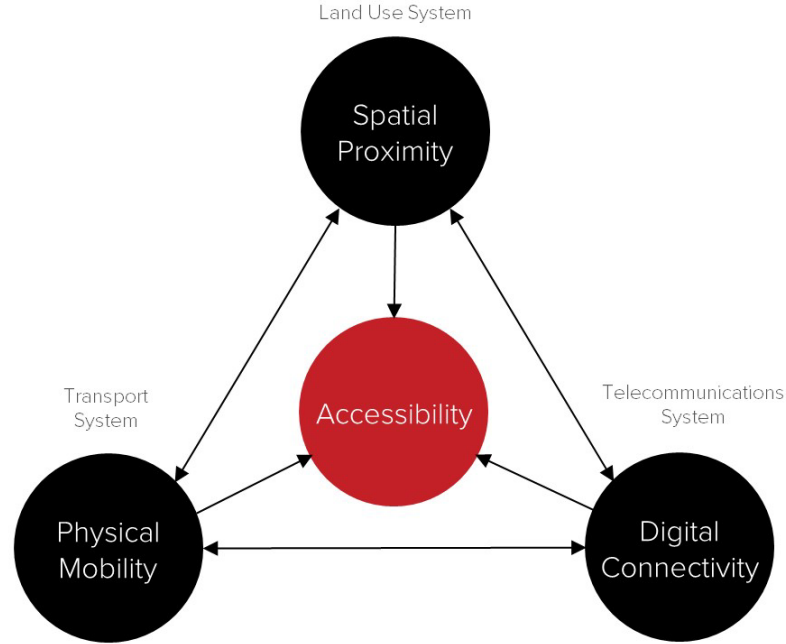 Land Use System
Spatial
Proximity
Accessibility
Transport
System
Telecommunications
System
Physical
Mobility
Digital
Connectivity